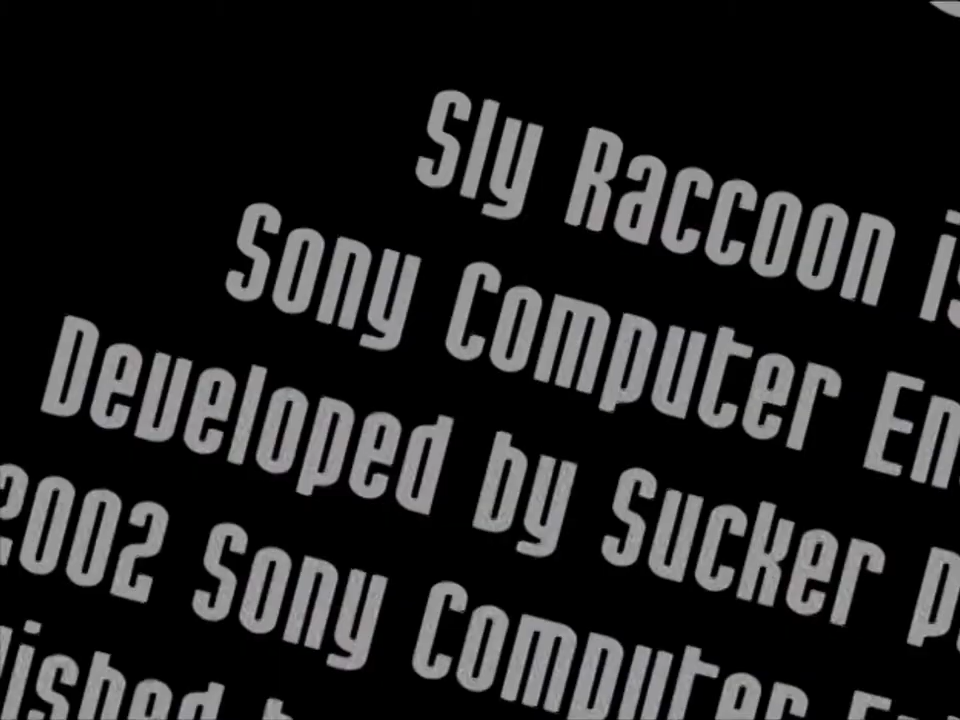 Sly Raccoon
Sony Computer
Developed by Sucker
2002 Sony Computer